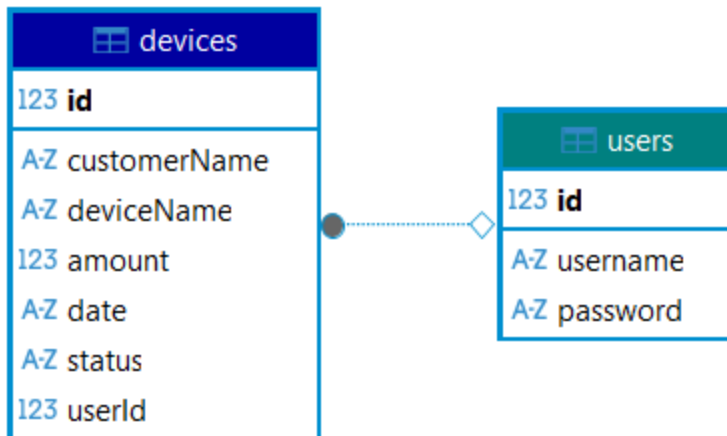 devices
123 id
A-Z customerName
A-Z deviceName
123 amount
A-Z date
A-Z status
123 userId
users
123 id
A-Z username
A-Z password